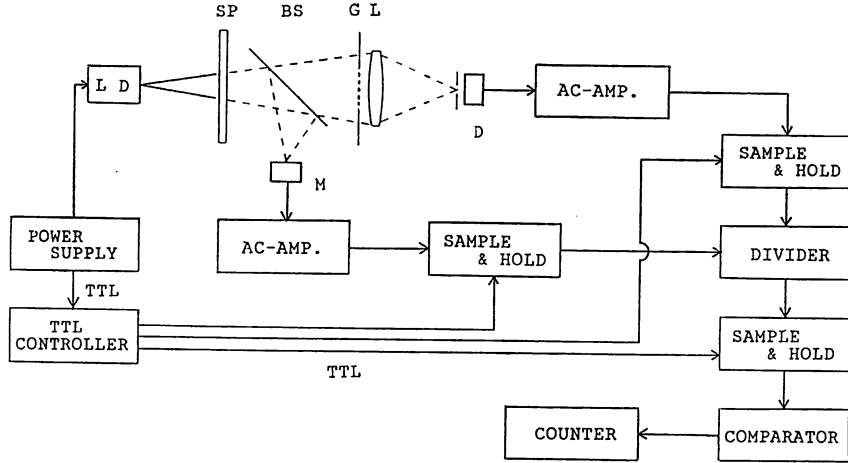 SP BS G L
L D
AC-AMP.
D
SAMPLE
& HOLD
M
POWER
SUPPLY
AC-AMP.
SAMPLE
& HOLD
DIVIDER
TTL
TTL
CONTROLLER
SAMPLE
& HOLD
TTL
COUNTER
COMPARATOR